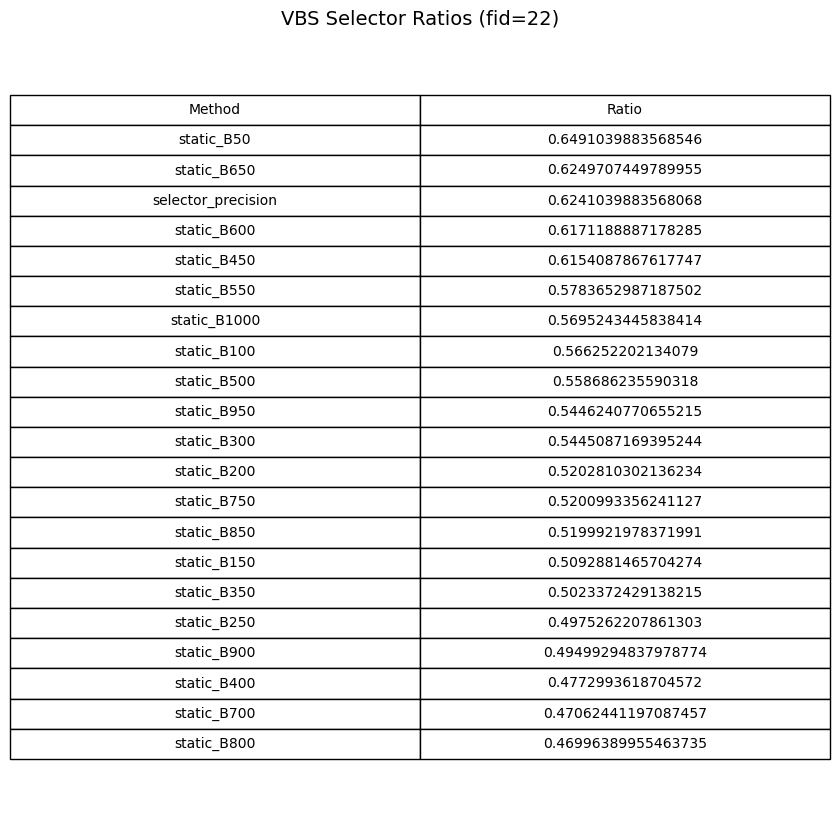 VBS Selector Ratios (fid=22)
Method Ratio
static_B50 0.6491039883568546
static_B650 0.6249707449789955
selector_precision 0.6241039883568068
static_B600 0.6171188887178285
static_B450 0.6154087867617747
static_B550 0.5783652987187502
static_B1000 0.5695243445838414
static_B100 0.566252202134079
static_B500 0.558686235590318
static_B950 0.5446240770655215
static_B300 0.5445087169395244
static_B200 0.5202810302136234
static_B750 0.5200993356241127
static_B850 0.5199921978371991
static_B150 0.5092881465704274
static_B350 0.5023372429138215
static_B250 0.4975262207861303
static_B900 0.49499294837978774
static_B400 0.4772993618704572
static_B700 0.47062441197087457
static_B800 0.46996389955463735